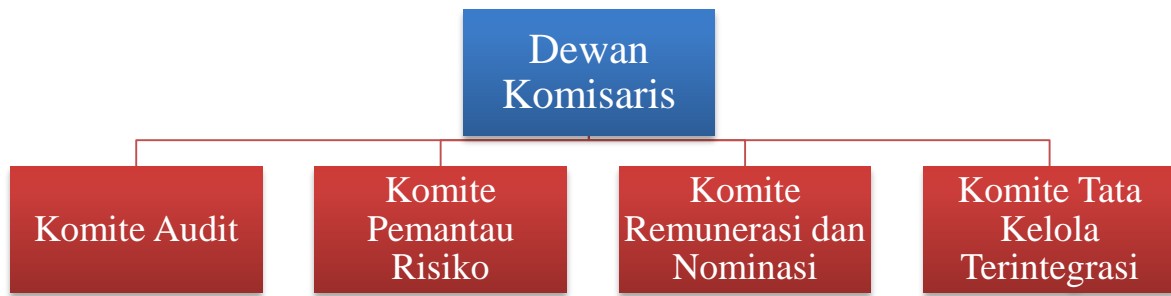 Dewan
Komisaris
Komite Audit
Komite
Pemantau
Risiko
Komite
Remunerasi dan
Nominasi
Komite Tata
Kelola
Terintegrasi